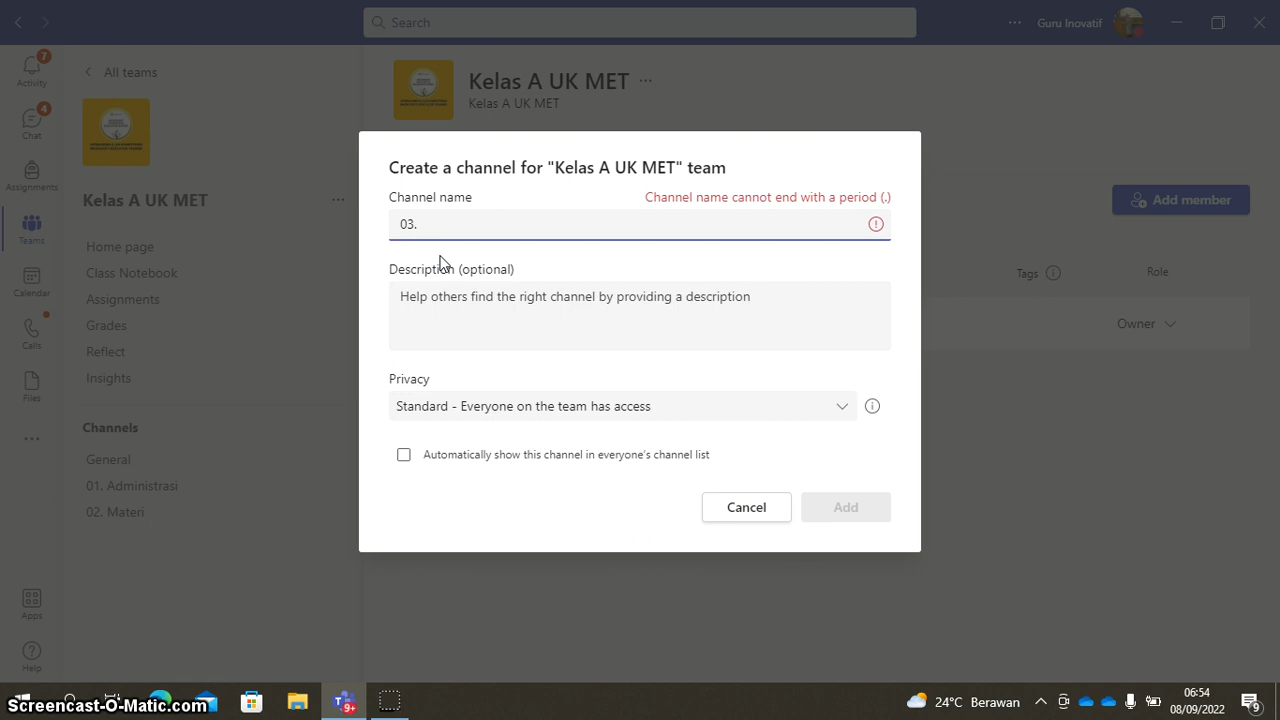 Search
Guru Inovatif
Activity
7
Chat
4
Assignments
Teams
Calendar
Calls
Files
Apps
Help
All teams
Kelas A UK MET
Home page
Class Notebook
Assignments
Grades
Reflect
Insights
Channels
General
01. Administrasi
02. Materi
Kelas A UK MET
Kelas A UK MET
Add member
Tags
Role
Owner
Create a channel for "Kelas A UK MET" team
Channel name
Channel name cannot end with a period (.)
03.
Description (optional)
Help others find the right channel by providing a description
Privacy
Standard - Everyone on the team has access
Automatically show this channel in everyone's channel list
Cancel
Add
Screencast-O-Matic.com
9+
24°C Berawan
06:54
08/09/2022
9